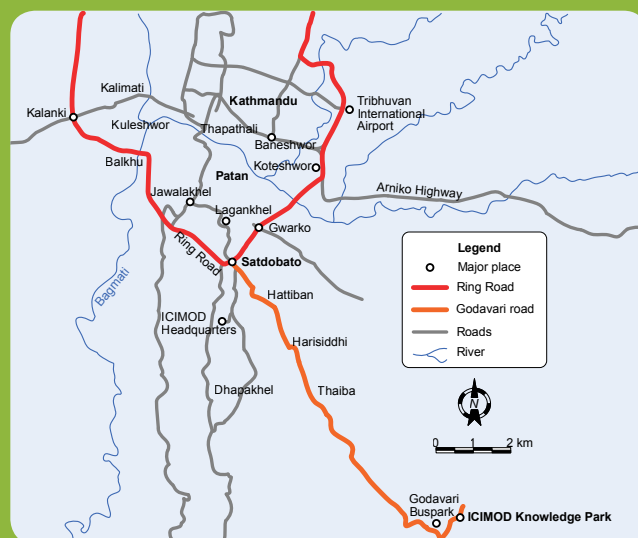 Kalimati
Kalanki
Kathmandu
Tribhuvan
International
Airport
Kuleshwor
Thapathali
Baneshwor
Balkhu
Koteshwor
Patan
Jawalakhel
Arniko Highway
Lagankhel
Gwarko
Ring Road
Satdobato
Bagmati
Hattiban
ICIMOD
Headquarters
Harisiddhi
Dhapakhel
Thaiba
Legend
Major place
Ring Road
Godavari road
Roads
River
N
0 1 2 km
Godavari
Buspark
ICIMOD Knowledge Park